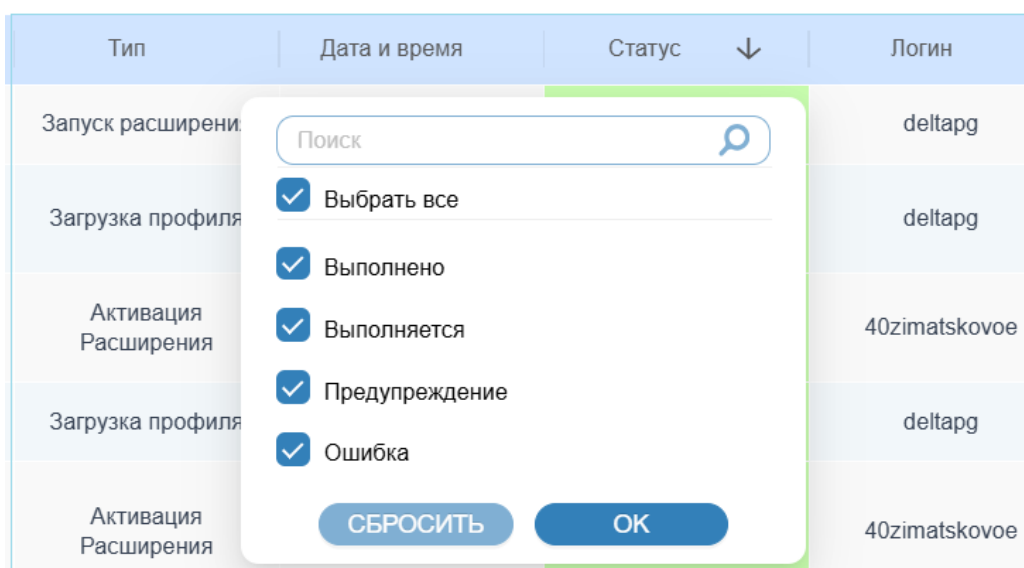 Тип Дата и время Статус Логин
Запуск расширени
deltapg
Поиск
Выбрать все
Загрузка профиля
deltapg
Выполнено
Активация
Расширения
Выполняется
40zimatskovoe
Предупреждение
Загрузка профиля
deltapg
Ошибка
Активация
Расширения
СБРОСИТЬ OK
40zimatskovoe